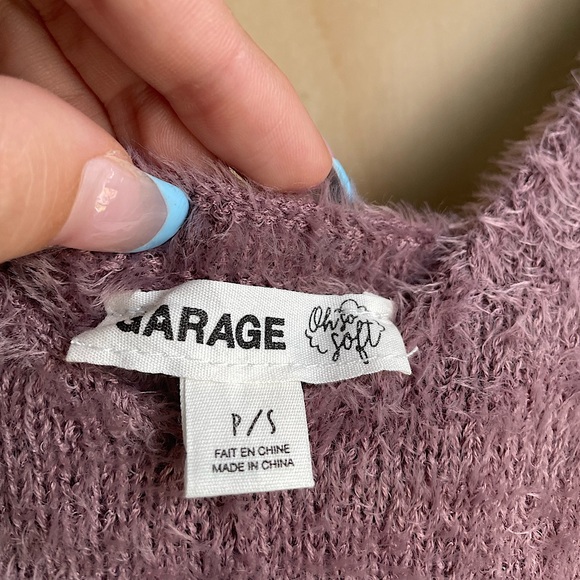 GARAGE
Oh so
soft
P/S
FAIT EN CHINE
MADE IN CHINA